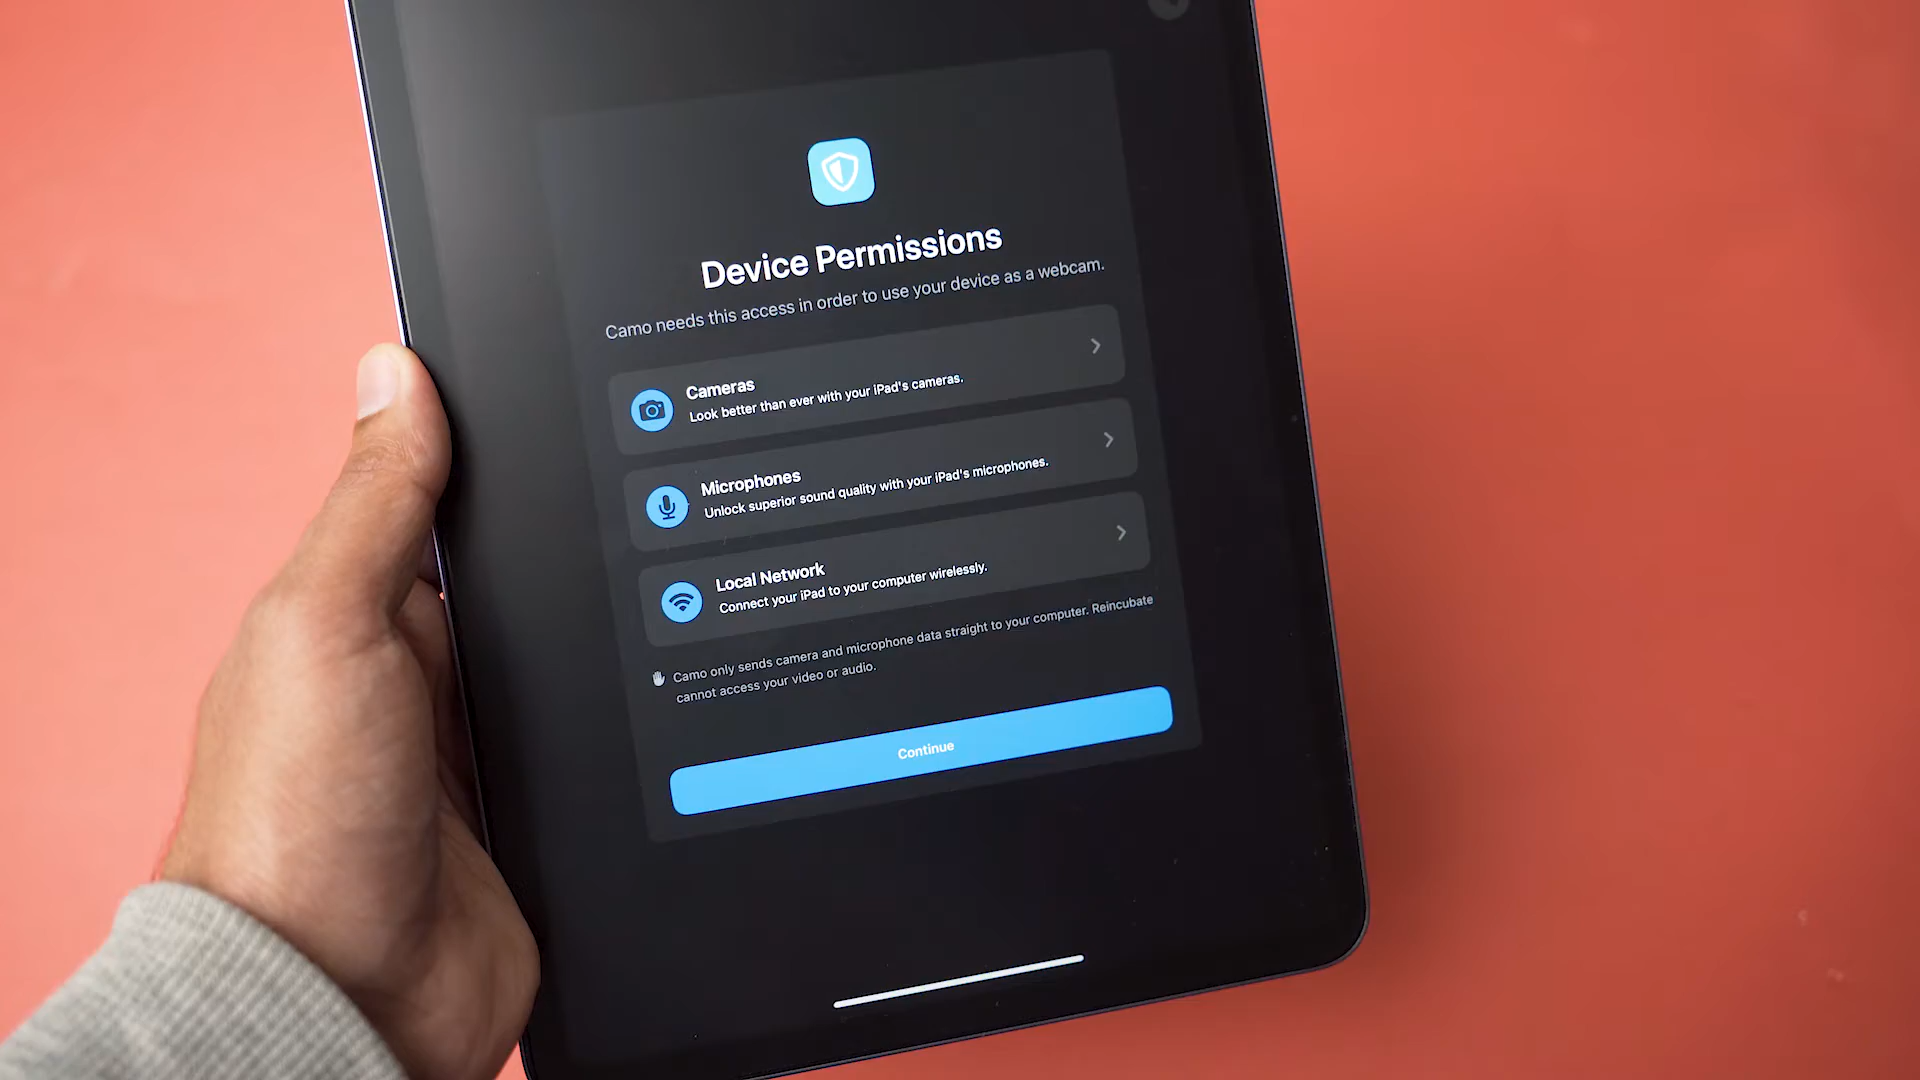 Device Permissions
Camo needs this access in order to use your device as a webcam.
Cameras
Look better than ever with your iPad's cameras.
Microphones
Unlock superior sound quality with your iPad's microphones.
Local Network
Connect your iPad to your computer wirelessly.
Camo only sends camera and microphone data straight to your computer. Reincubate
cannot access your video or audio.
Continue